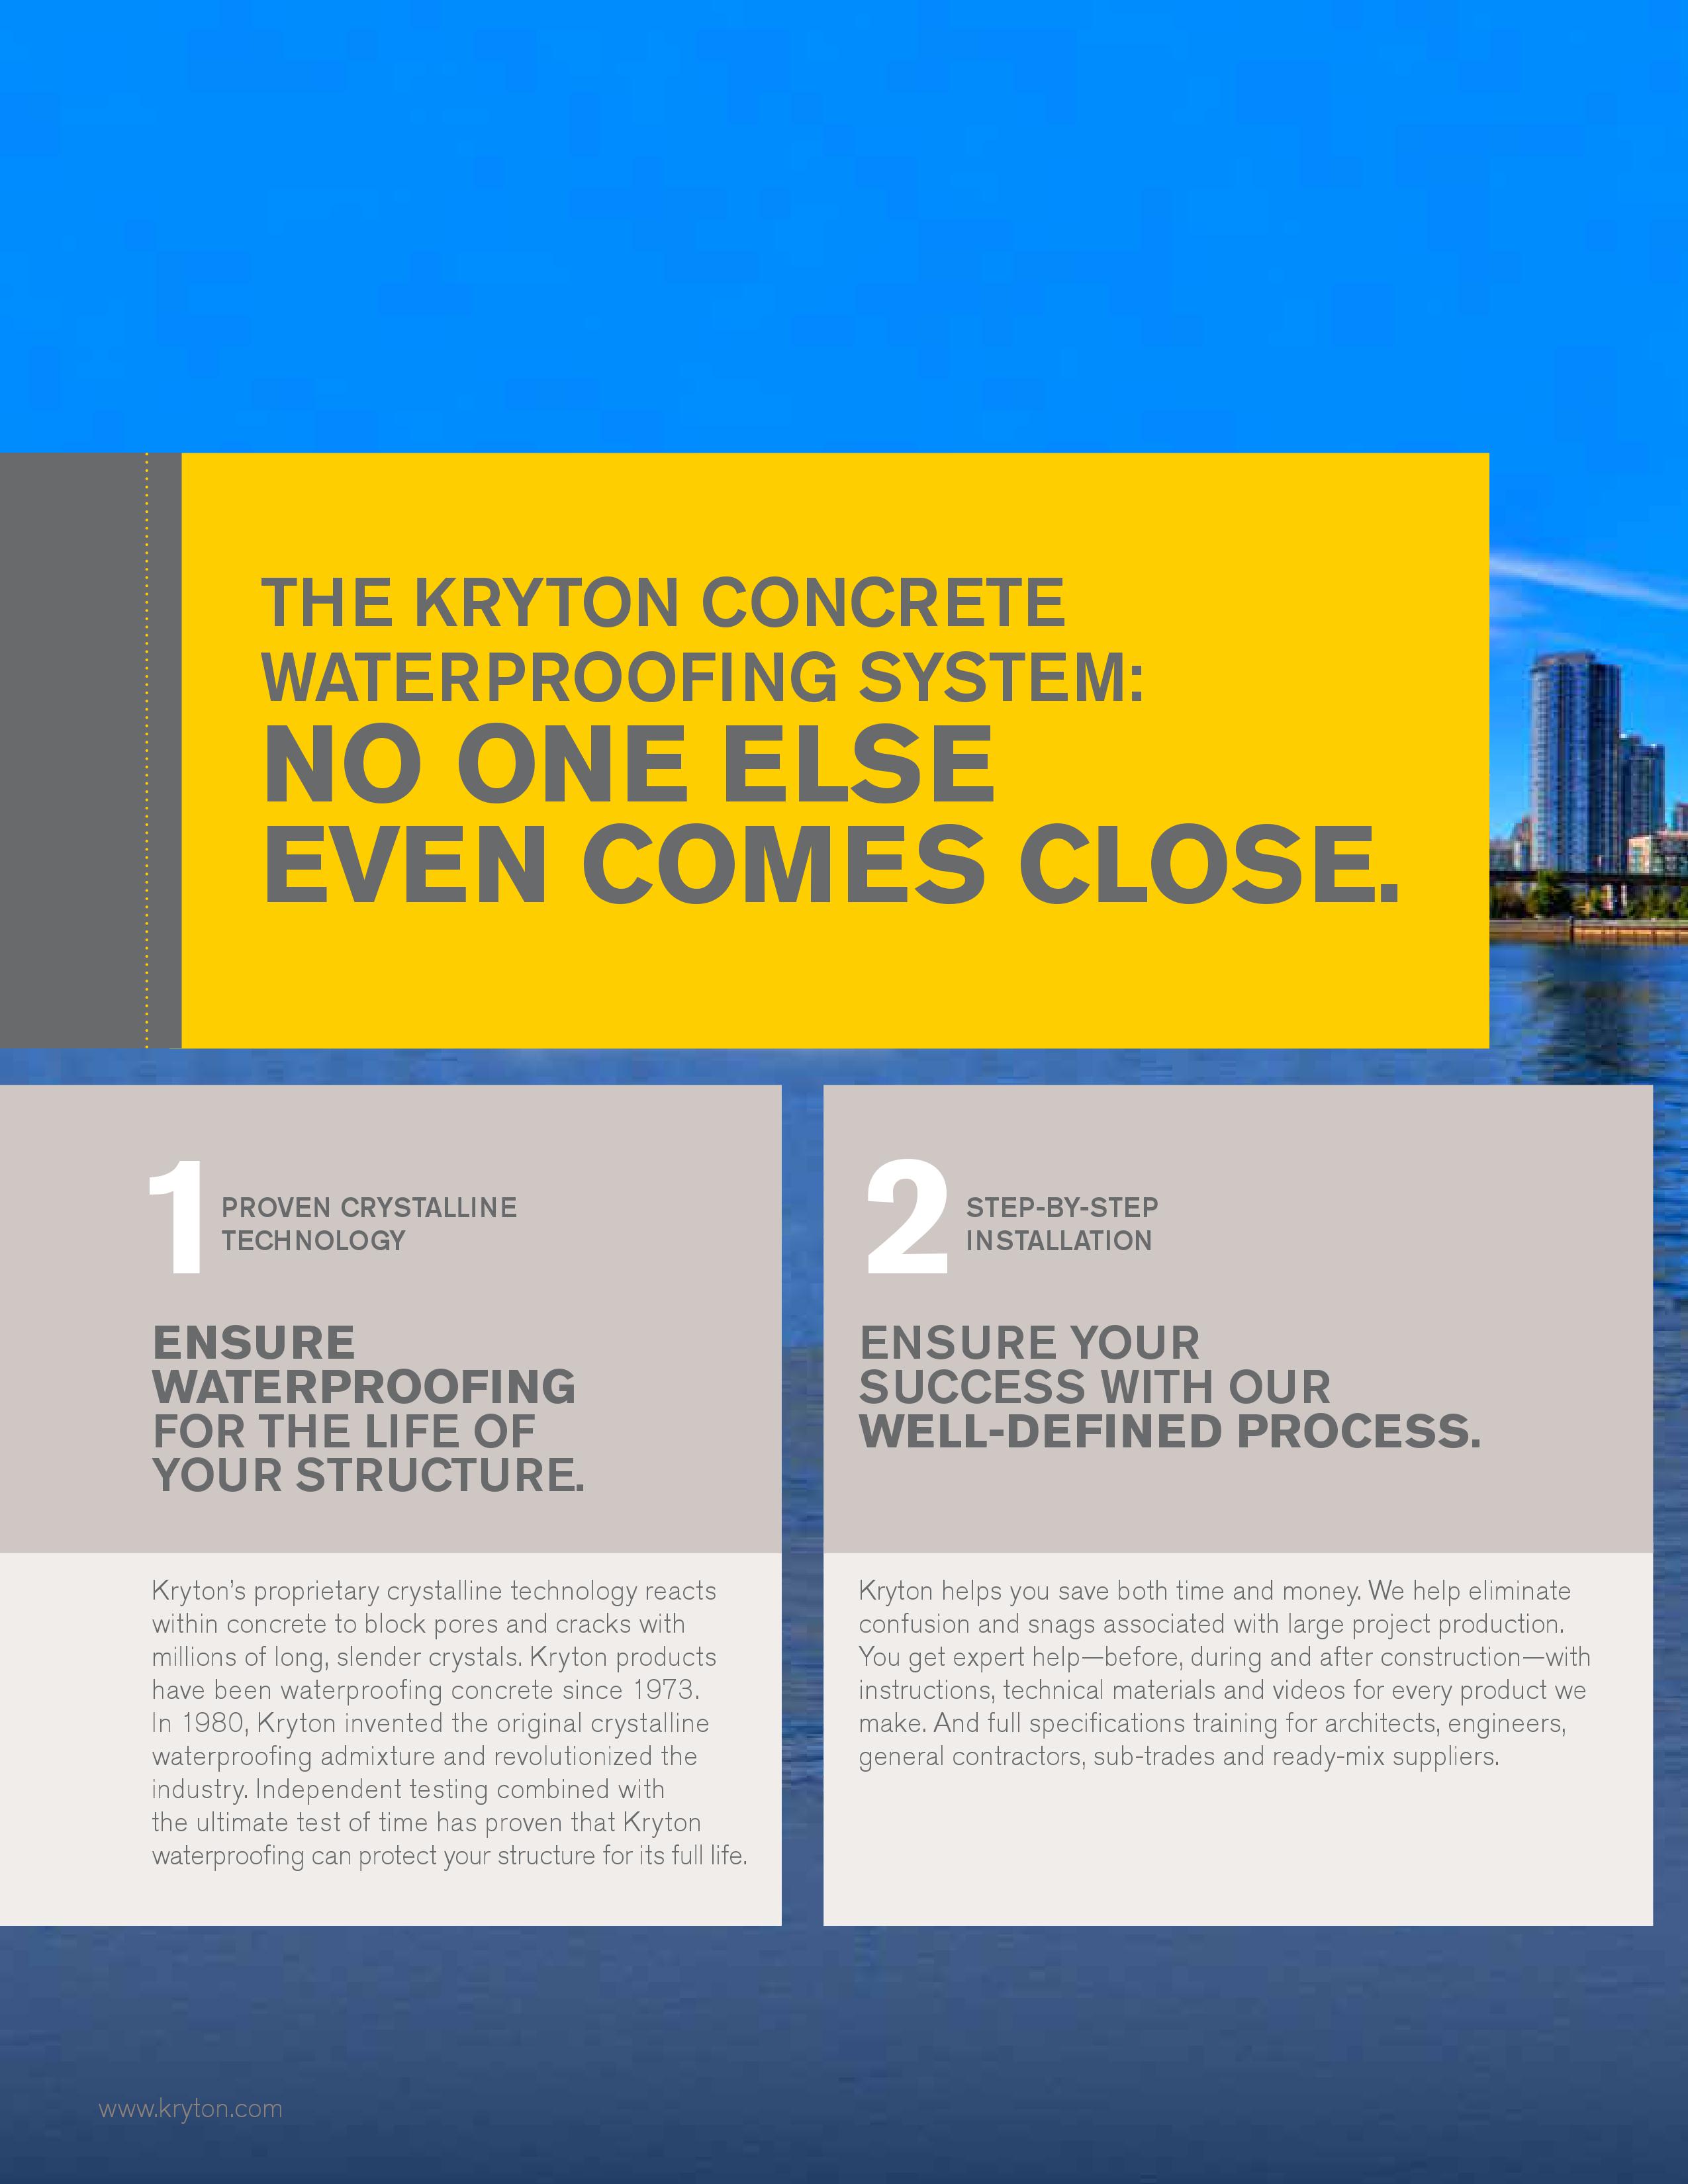 THE KRYTON CONCRETE
WATERPROOFING SYSTEM:
NO ONE ELSE
EVEN COMES CLOSE.
1
PROVEN CRYSTALLINE
TECHNOLOGY
ENSURE
WATERPROOFING
FOR THE LIFE OF
YOUR STRUCTURE.
Kryton’s proprietary crystalline technology reacts
within concrete to block pores and cracks with
millions of long, slender crystals. Kryton products
have been waterproofing concrete since 1973.
In 1980, Kryton invented the original crystalline
waterproofing admixture and revolutionized the
industry. Independent testing combined with
the ultimate test of time has proven that Kryton
waterproofing can protect your structure for its full life.
2
STEP-BY-STEP
INSTALLATION
ENSURE YOUR
SUCCESS WITH OUR
WELL-DEFINED PROCESS.
Kryton helps you save both time and money. We help eliminate
confusion and snags associated with large project production.
You get expert help—before, during and after construction—with
instructions, technical materials and videos for every product we
make. And full specifications training for architects, engineers,
general contractors, sub-trades and ready-mix suppliers.
www.kryton.com